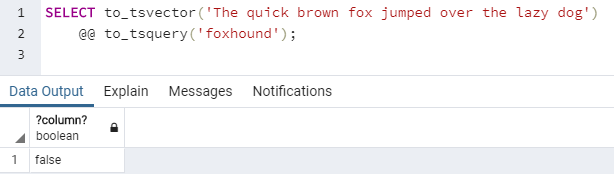 1 SELECT to_tsvector('The quick brown fox jumped over the lazy dog')
2 @@ to_tsquery('foxhound');
3
Data Output Explain Messages Notifications
?column?
boolean
1 false